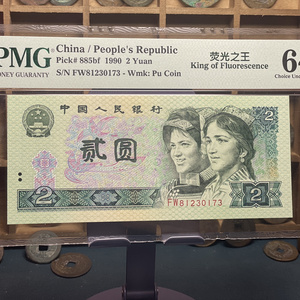 PMG
MONEY GUARANTY
China / People's Republic
Pick# 885bf 1990 2 Yuan
S/N FW81230173 - Wmk: Pu Coin
荧光之王
King of Fluorescence
64
Choice Unc
中国人民银行
贰圆
2
2
FW81230173